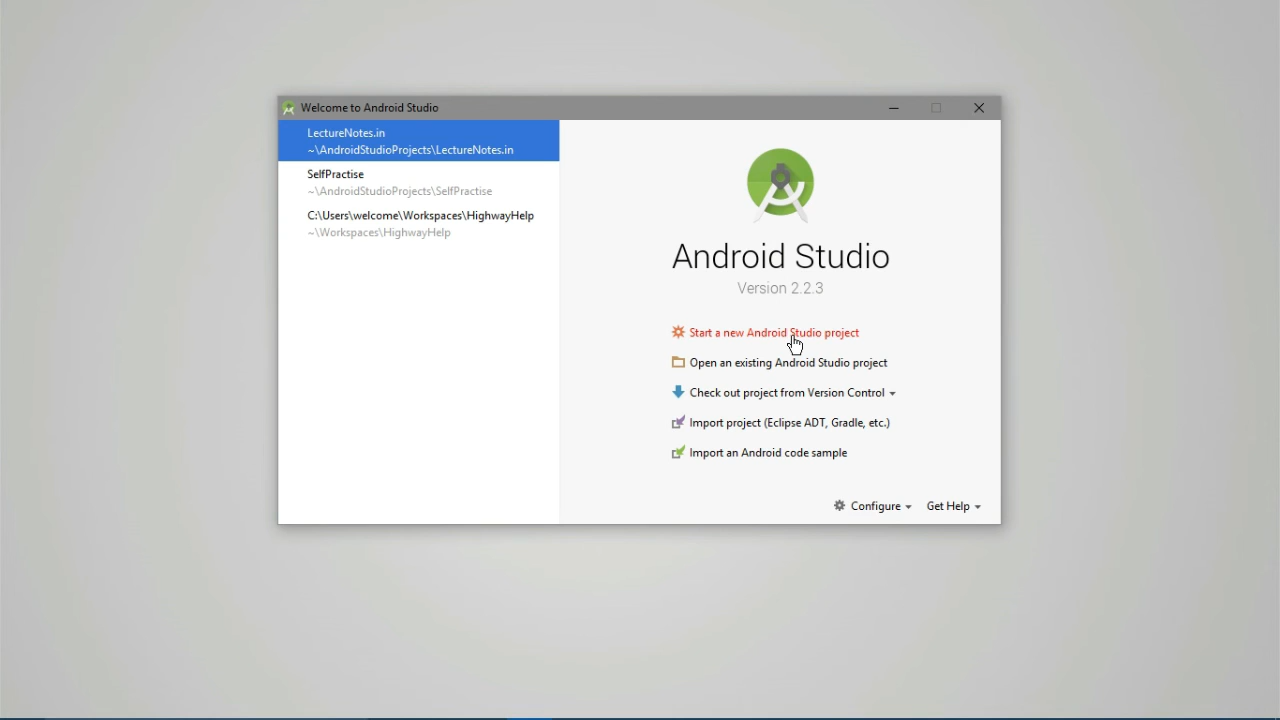 Welcome to Android Studio
LectureNotes.in
~\AndroidStudioProjects\LectureNotes.in
SelfPractise
~\AndroidStudioProjects\SelfPractise
C:\Users\welcome\Workspaces\HighwayHelp
~\Workspaces\HighwayHelp
Android Studio
Version 2.2.3
Start a new Android Studio project
Open an existing Android Studio project
Check out project from Version Control
Import project (Eclipse ADT, Gradle, etc.)
Import an Android code sample
Configure
Get Help